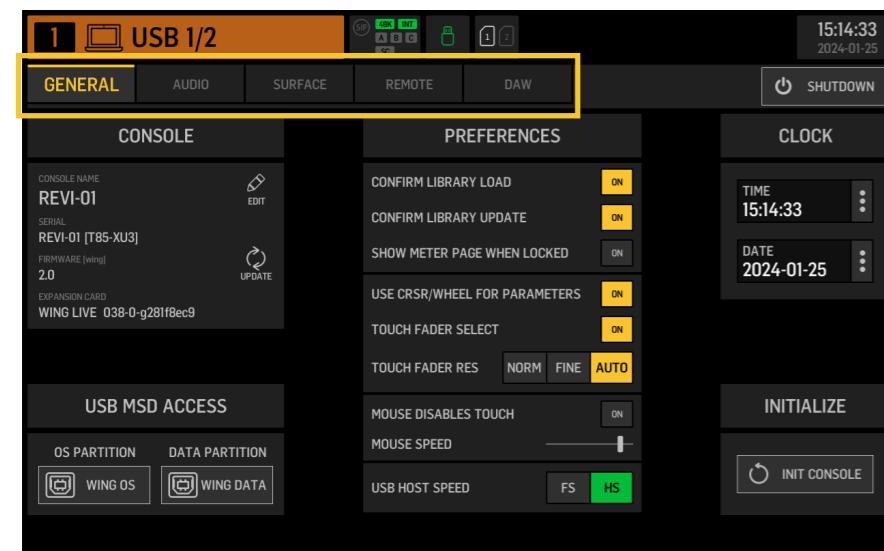 1 USB 1/2
SIP 48K INT
A B C
SC
1 2
15:14:33
2024-01-25
GENERAL AUDIO SURFACE REMOTE DAW
SHUTDOWN
CONSOLE
CONSOLE NAME
REVI-01
EDIT
SERIAL
REVI-01 [T85-XU3]
FIRMWARE [wing]
2.0
UPDATE
EXPANSION CARD
WING LIVE 038-0-g281f8ec9
USB MSD ACCESS
OS PARTITION DATA PARTITION
WING OS WING DATA
PREFERENCES
CONFIRM LIBRARY LOAD ON
CONFIRM LIBRARY UPDATE ON
SHOW METER PAGE WHEN LOCKED ON
USE CRSR/WHEEL FOR PARAMETERS ON
TOUCH FADER SELECT ON
TOUCH FADER RES NORM FINE AUTO
MOUSE DISABLES TOUCH ON
MOUSE SPEED
USB HOST SPEED FS HS
CLOCK
TIME
15:14:33
DATE
2024-01-25
INITIALIZE
INIT CONSOLE